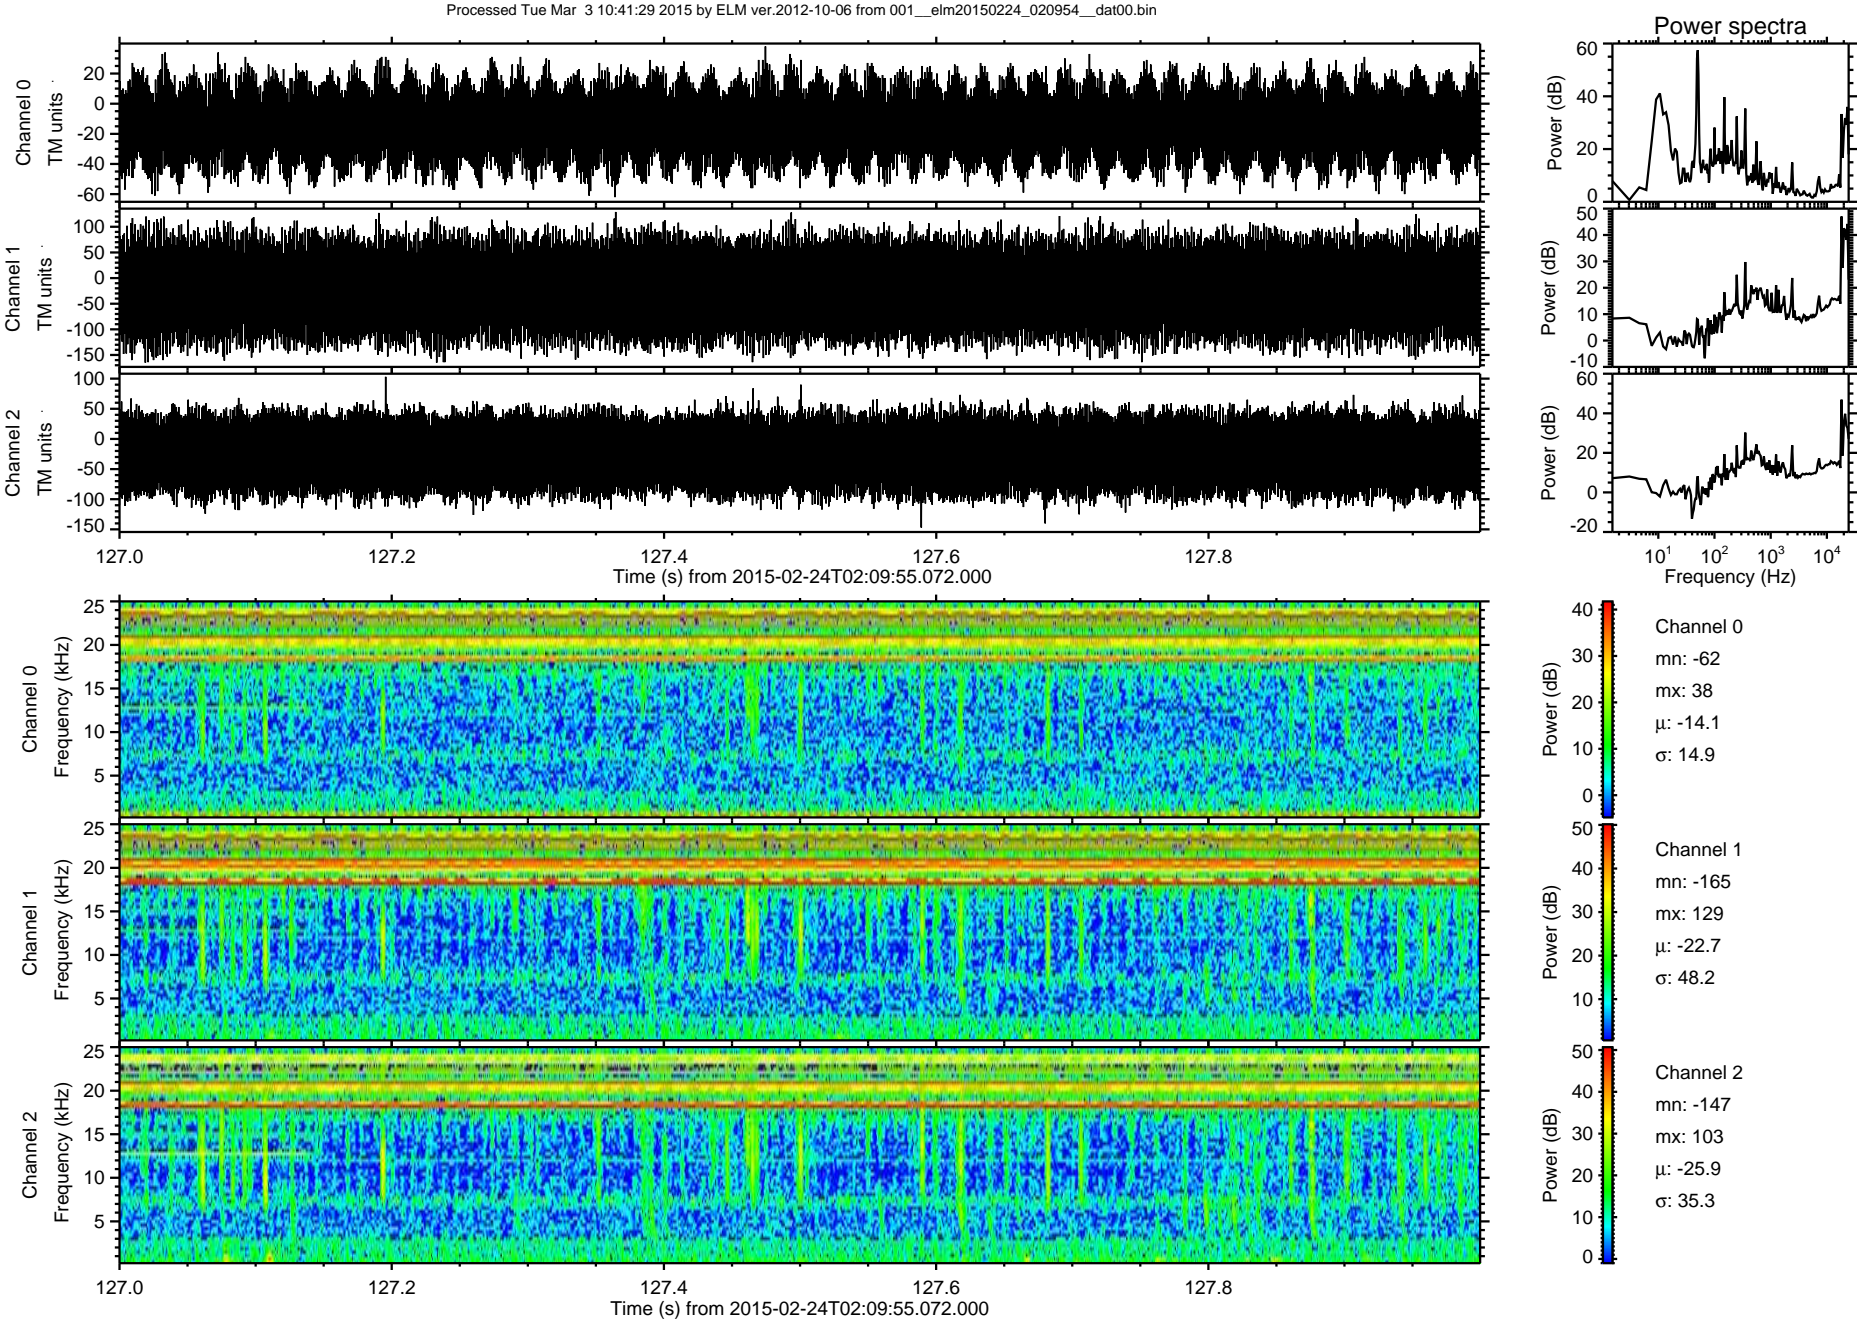 Processed Tue Mar  3 10:41:29 2015 by ELM ver.2012-10-06 from 001__elm20150224_020954__dat00.bin
Power spectra
Channel 0
TM units
20
0
-20
-40
-60
Power (dB)
60
40
20
0
Channel 1
TM units
100
50
0
-50
-100
-150
Power (dB)
50
40
30
20
10
0
-10
Channel 2
TM units
100
50
0
-50
-100
-150
Power (dB)
60
40
20
0
-20
127.0 127.2 127.4 127.6 127.8
Time (s) from 2015-02-24T02:09:55.072.000
10^1 10^2 10^3 10^4
Frequency (Hz)
Channel 0
Frequency (kHz)
25
20
15
10
5
Power (dB)
40
30
20
10
0
Channel 0
mn: -62
mx: 38
μ: -14.1
σ: 14.9
Channel 1
Frequency (kHz)
25
20
15
10
5
Power (dB)
50
40
30
20
10
Channel 1
mn: -165
mx: 129
μ: -22.7
σ: 48.2
Channel 2
Frequency (kHz)
25
20
15
10
5
Power (dB)
50
40
30
20
10
0
Channel 2
mn: -147
mx: 103
μ: -25.9
σ: 35.3
127.0 127.2 127.4 127.6 127.8
Time (s) from 2015-02-24T02:09:55.072.000